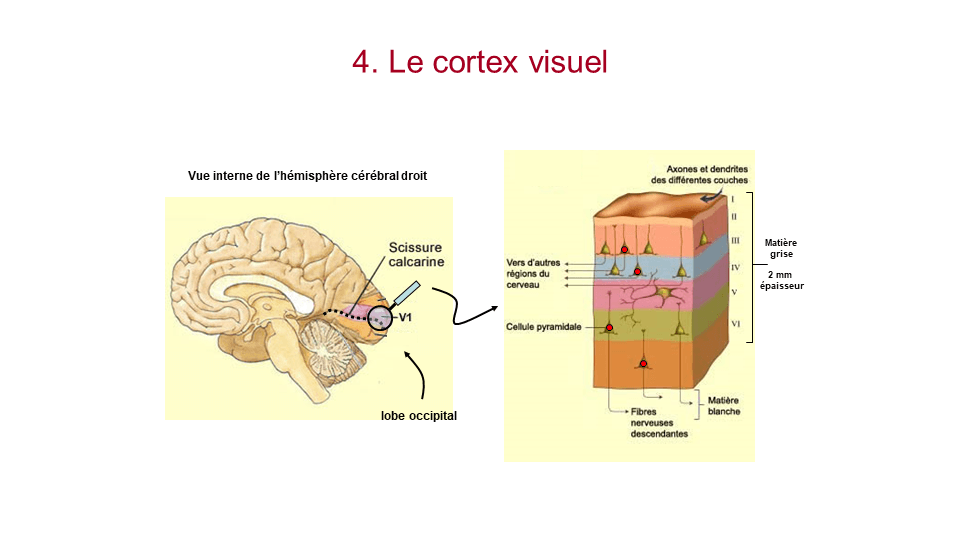 4. Le cortex visuel
Vue interne de l'hémisphère cérébral droit
Scissure
calcarine
V1
lobe occipital
Axones et dendrites
des différentes couches
I
II
III
IV
V
VI
Matière
grise
2 mm
épaisseur
Vers d'autres
régions du
cerveau
Cellule pyramidale
Fibres
nerveuses
descendantes
Matière
blanche